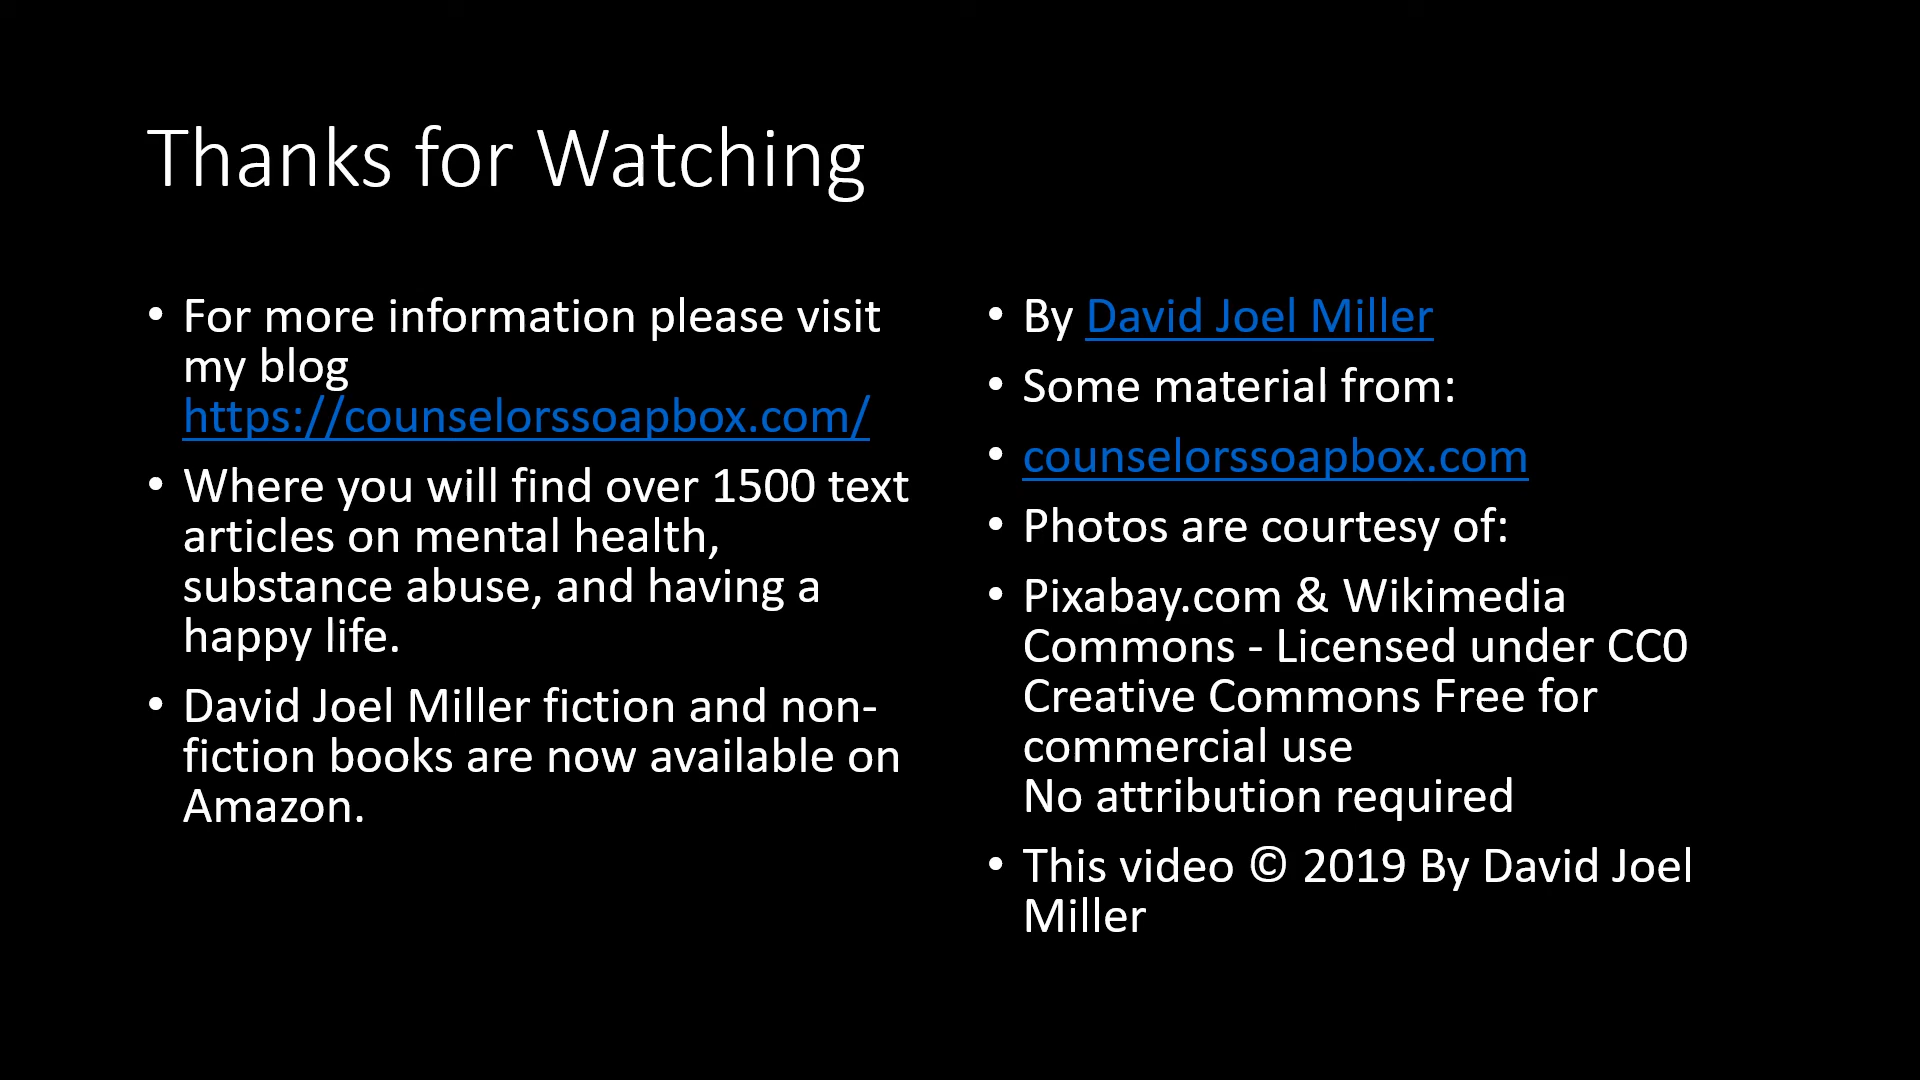 Thanks for Watching
• For more information please visit
my blog
https://counselorssoapbox.com/
• Where you will find over 1500 text
articles on mental health,
substance abuse, and having a
happy life.
• David Joel Miller fiction and non-
fiction books are now available on
Amazon.
• By David Joel Miller
• Some material from:
• counselorssoapbox.com
• Photos are courtesy of:
• Pixabay.com & Wikimedia
Commons - Licensed under CC0
Creative Commons Free for
commercial use
No attribution required
• This video © 2019 By David Joel
Miller